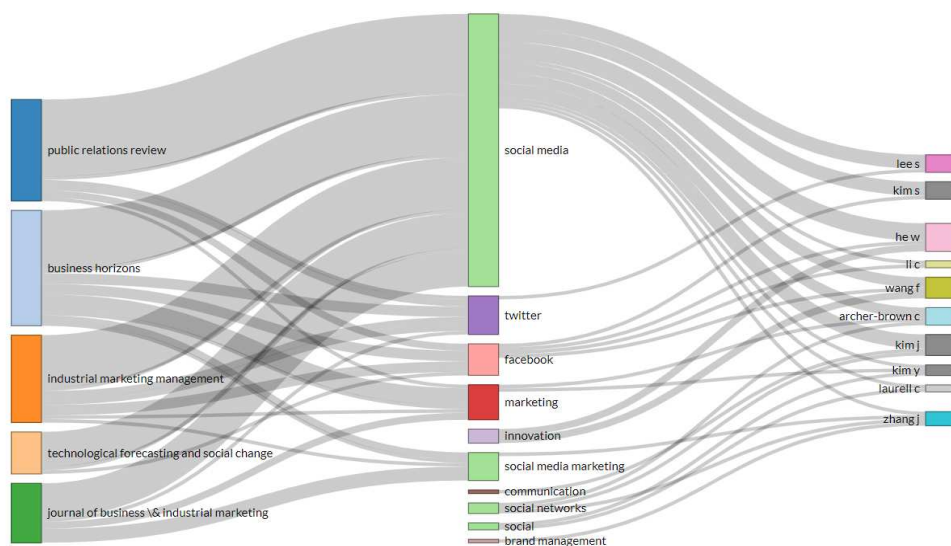 public relations review
business horizons
industrial marketing management
technological forecasting and social change
journal of business \& industrial marketing
social media
twitter
facebook
marketing
innovation
social media marketing
communication
social networks
social
brand management
lee s
kim s
he w
li c
wang f
archer-brown c
kim j
kim y
laurell c
zhang j